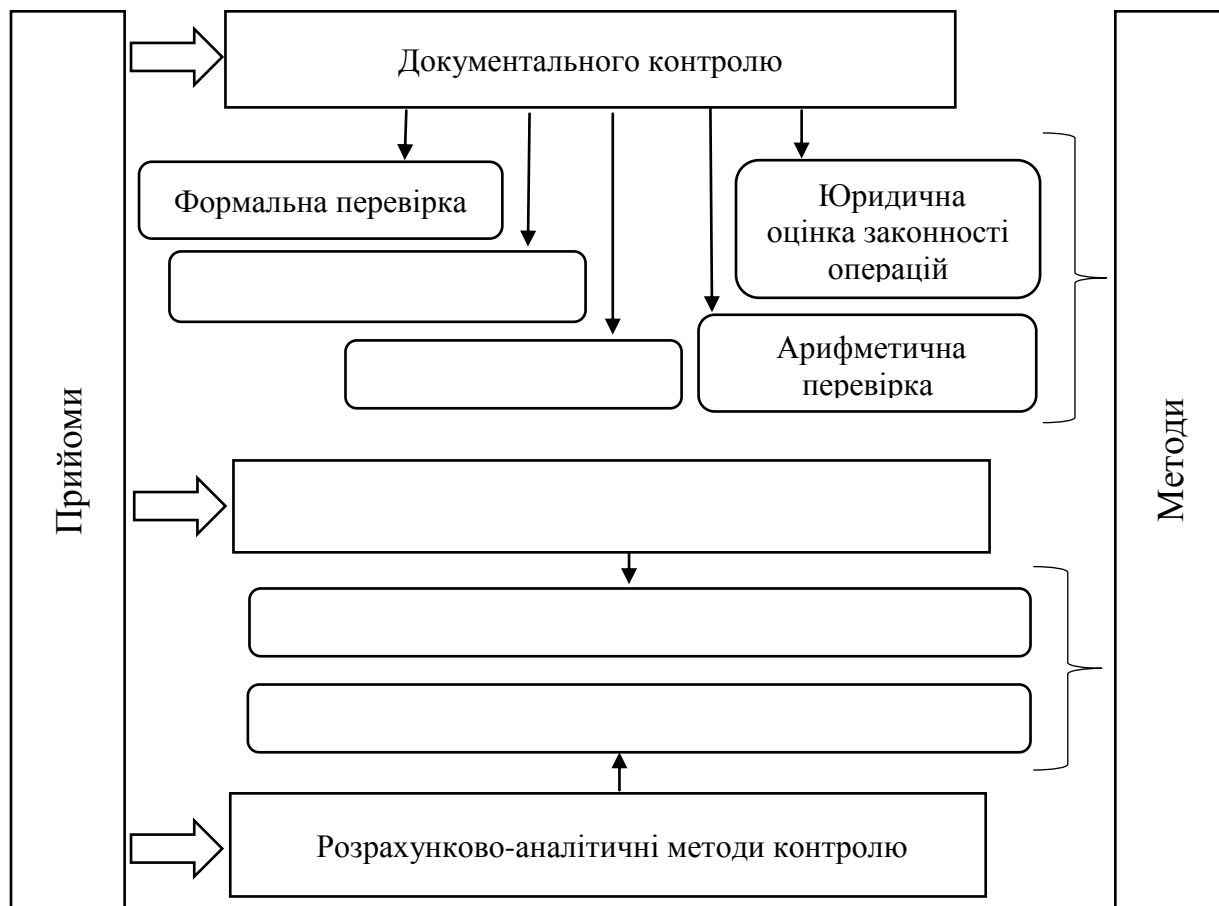 Документального контролю
Формальна перевірка
Юридична
оцінка законності
операцій
Арифметична
перевірка
Прийоми
Методи
Розрахунково-аналітичні методи контролю